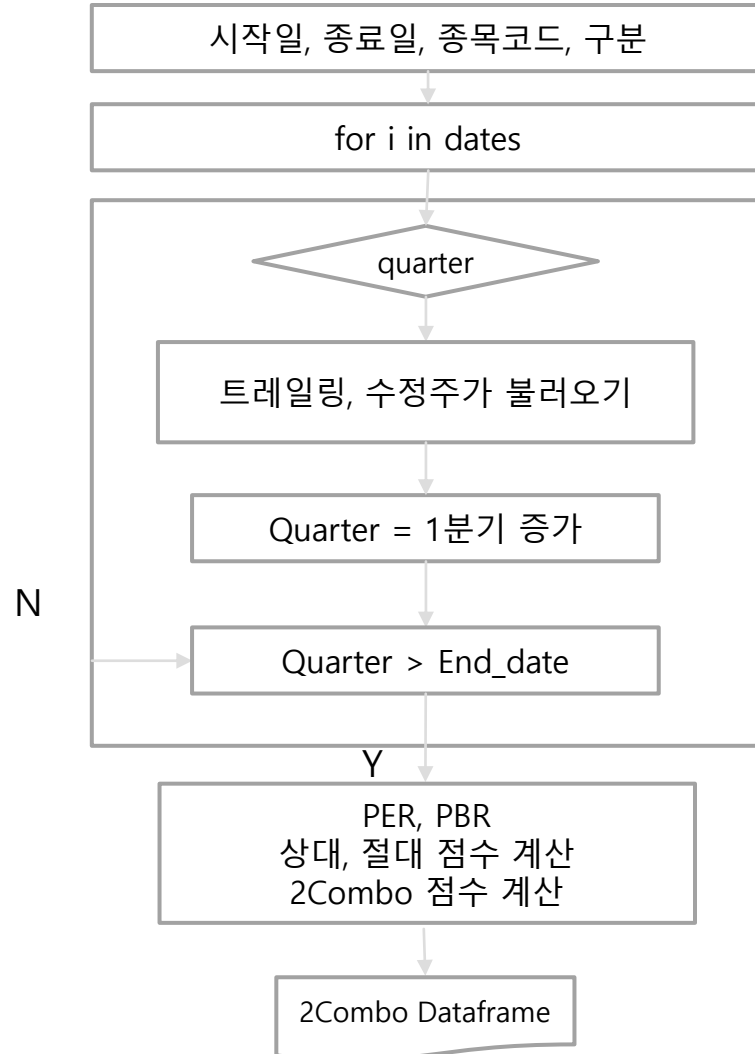 시작일, 종료일, 종목코드, 구분
for i in dates
quarter
트레일링, 수정주가 불러오기
Quarter = 1분기 증가
N
Quarter > End_date
Y
PER, PBR
상대, 절대 점수 계산
2Combo 점수 계산
2Combo Dataframe